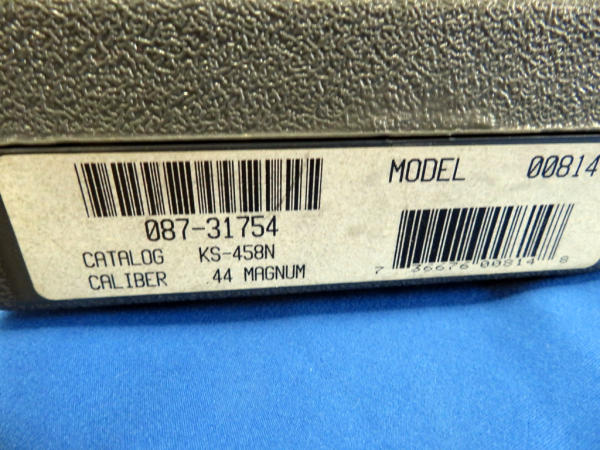 087-31754
CATALOG KS-458N
CALIBER 44 MAGNUM
MODEL 00814
7 36676 00814 8